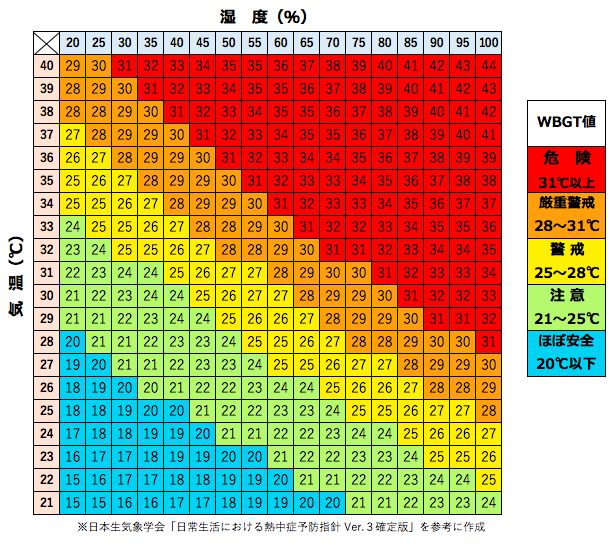 湿 度 (%)
20 25 30 35 40 45 50 55 60 65 70 75 80 85 90 95 100
40 29 30 31 32 33 34 35 35 36 37 38 39 40 41 42 43 44
39 28 29 30 31 32 33 34 35 35 36 37 38 39 40 41 42 43
38 28 28 29 30 31 32 33 34 35 35 36 37 38 39 40 41 42
37 27 28 29 29 30 31 32 33 34 35 35 36 37 38 39 40 41
36 26 27 28 29 29 30 31 32 33 34 34 35 36 37 38 39 39
35 25 26 27 28 29 29 30 31 32 33 33 34 35 36 37 38 38
34 25 25 26 27 28 29 29 30 31 32 33 33 34 35 36 37 37
33 24 25 25 26 27 28 28 29 30 31 32 32 33 34 35 35 36
32 23 24 25 25 26 27 28 28 29 30 31 31 32 33 34 34 35
31 22 23 24 24 25 26 27 27 28 29 30 30 31 32 33 33 34
30 21 22 23 24 24 25 26 27 27 28 29 29 30 31 32 32 33
29 21 21 22 23 24 24 25 26 26 27 28 29 29 30 31 31 32
28 20 21 21 22 23 23 24 25 25 26 27 28 28 29 30 30 31
27 19 20 21 21 22 23 23 24 25 25 26 27 27 28 29 29 30
26 18 19 20 20 21 22 22 23 24 24 25 26 26 27 28 28 29
25 18 18 19 20 20 21 22 22 23 23 24 25 25 26 27 27 28
24 17 18 18 19 19 20 21 21 22 22 23 24 24 25 26 26 27
23 16 17 17 18 19 19 20 20 21 22 22 23 23 24 25 25 26
22 15 16 17 17 18 18 19 19 20 21 21 22 22 23 24 24 25
21 15 15 16 16 17 17 18 19 19 20 20 21 21 22 23 23 24
気 温 (℃)
WBGT値
危 険
31℃以上
厳重警戒
28〜31℃
警 戒
25〜28℃
注 意
21〜25℃
ほぼ安全
20℃以下
※日本生気象学会「日常生活における熱中症予防指針 Ver. 3 確定版」を参考に作成